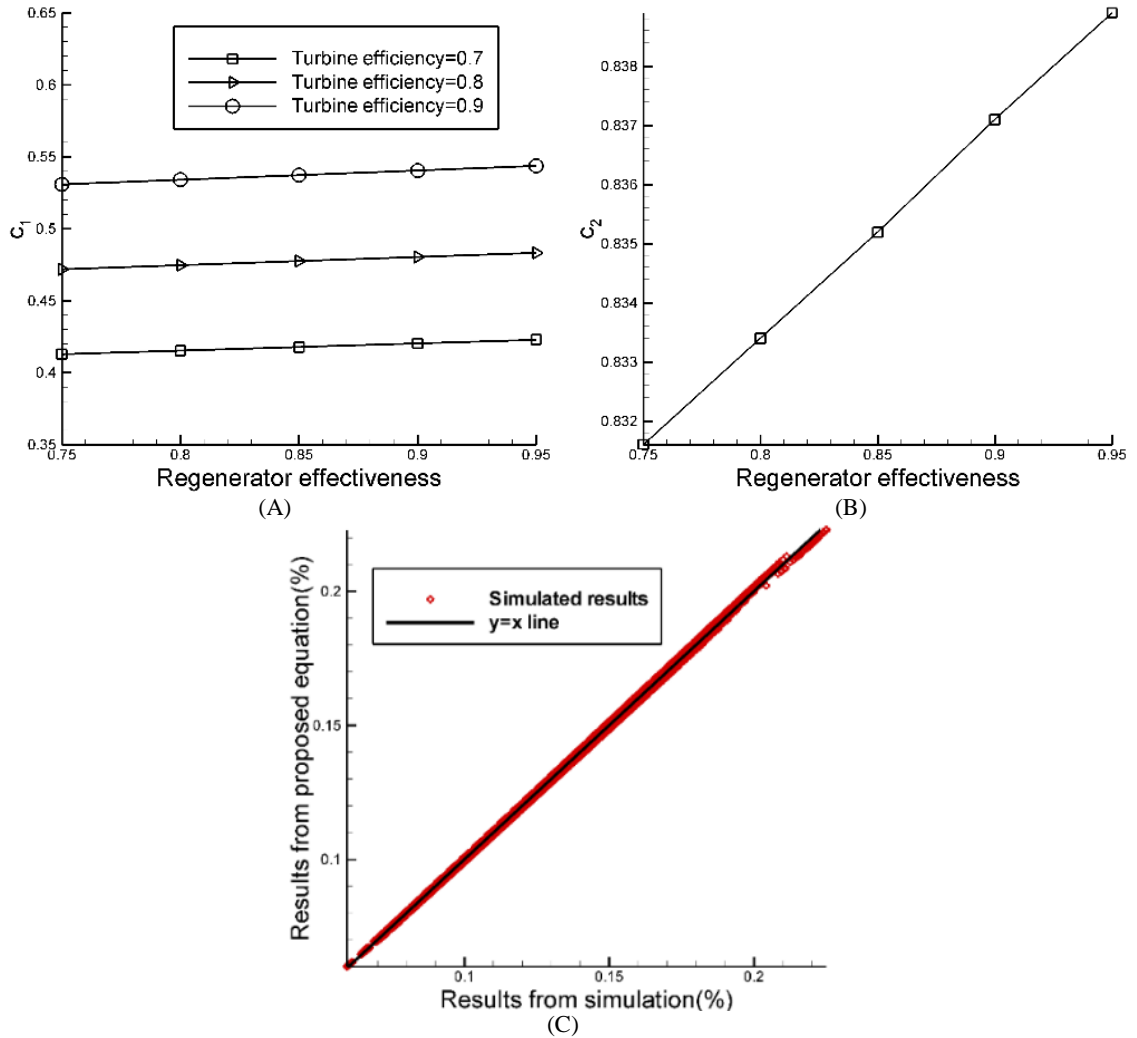 0.65
0.6
0.55
0.5
0.45
0.4
0.35
c1
Turbine efficiency=0.7
Turbine efficiency=0.8
Turbine efficiency=0.9
0.75 0.8 0.85 0.9 0.95
Regenerator effectiveness
(A)
0.838
0.837
0.836
0.835
0.834
0.833
0.832
c2
0.75 0.8 0.85 0.9 0.95
Regenerator effectiveness
(B)
Results from proposed equation(%)
0.2
0.15
0.1
Simulated results
y=x line
0.1 0.15 0.2
Results from simulation(%)
(C)